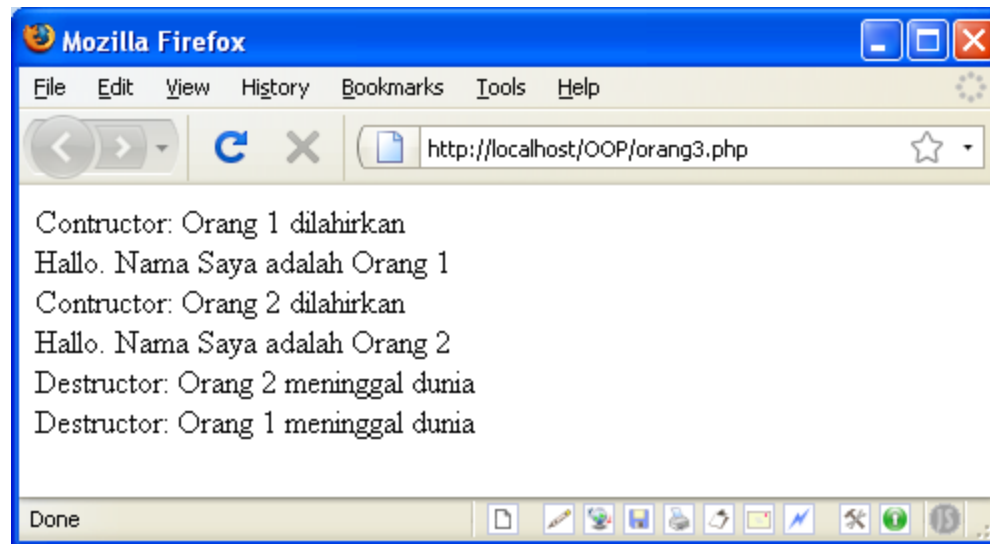 Mozilla Firefox
File Edit View History Bookmarks Tools Help
http://localhost/OOP/orang3.php
Contructor: Orang 1 dilahirkan
Hallo. Nama Saya adalah Orang 1
Contructor: Orang 2 dilahirkan
Hallo. Nama Saya adalah Orang 2
Destructor: Orang 2 meninggal dunia
Destructor: Orang 1 meninggal dunia
Done JS